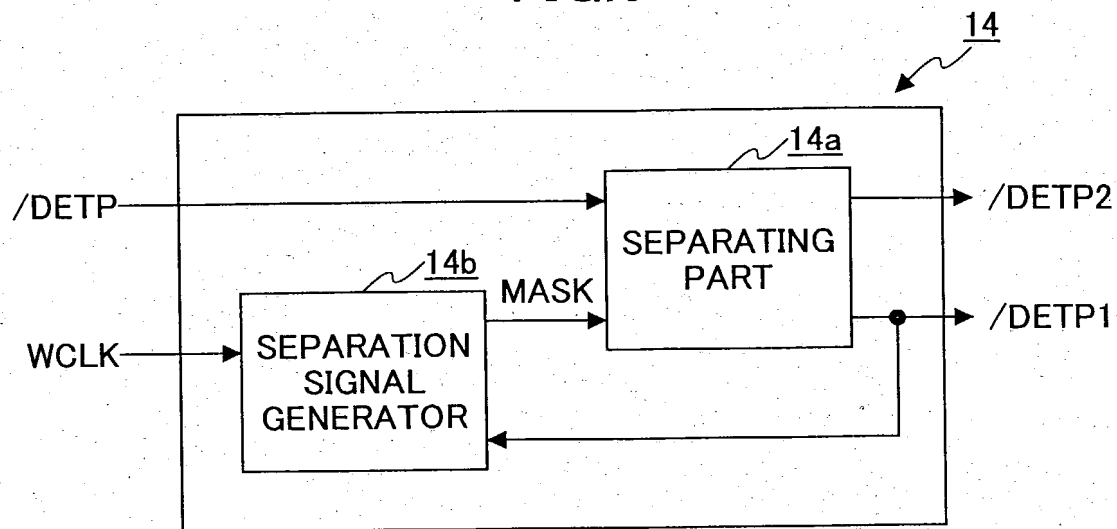 14
14a
/DETP
/DETP2
SEPARATING
PART
14b
MASK
/DETP1
WCLK
SEPARATION
SIGNAL
GENERATOR